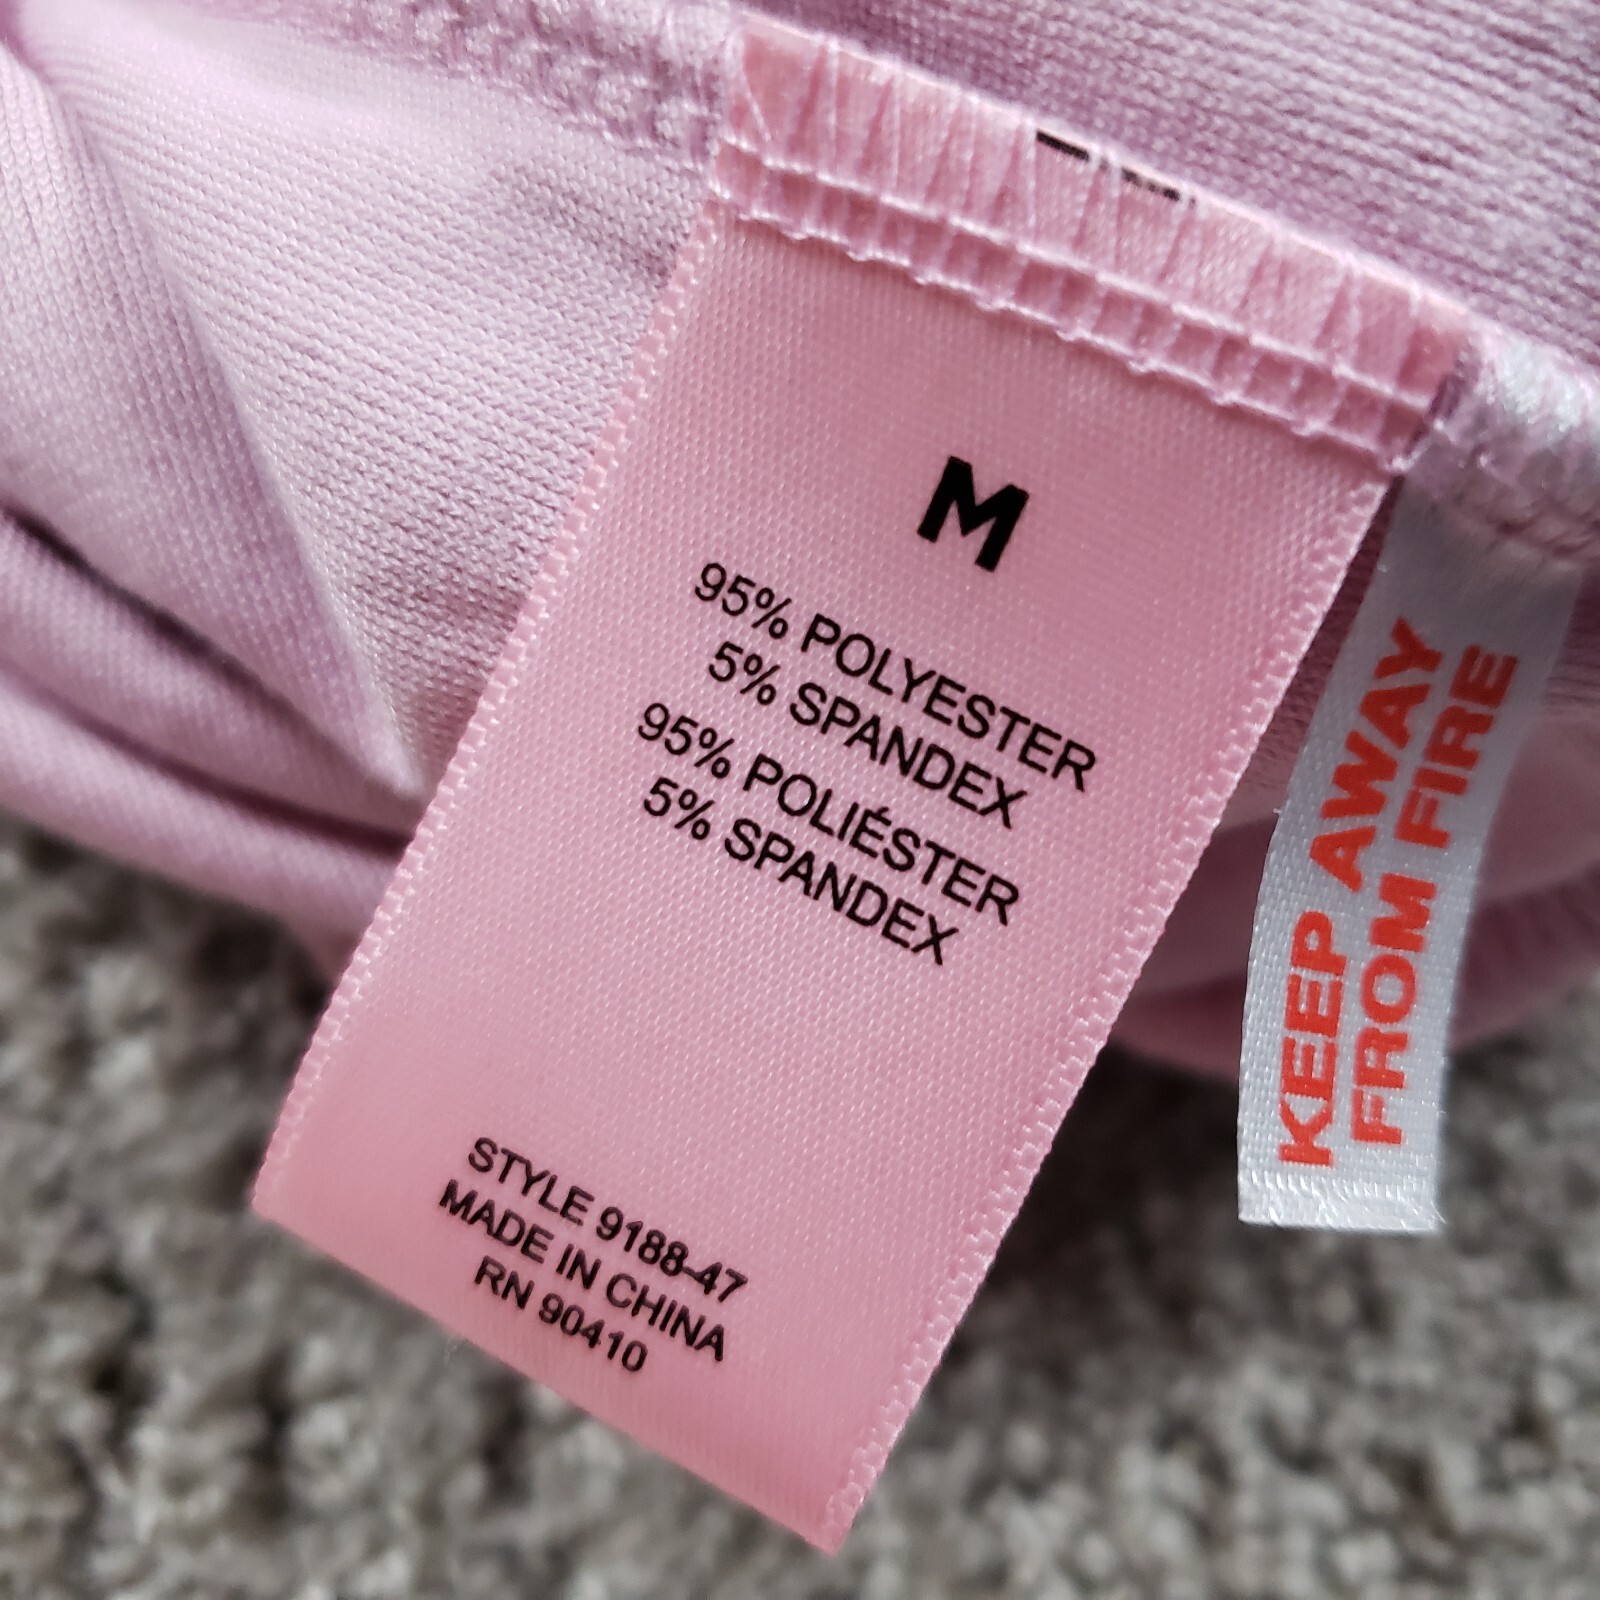 M
95% POLYESTER
5% SPANDEX
95% POLIÉSTER
5% SPANDEX
STYLE 9188-47
MADE IN CHINA
RN 90410
KEEP AWAY
FROM FIRE